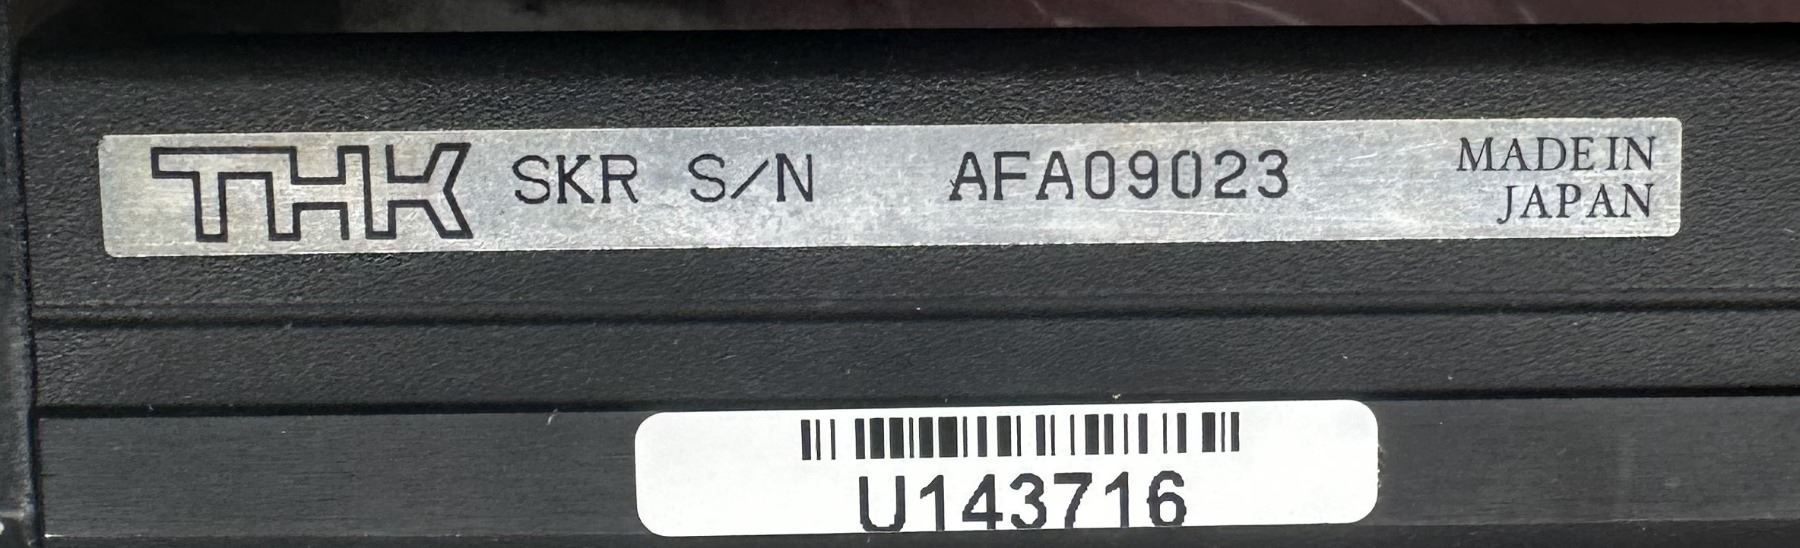 THK SKR S/N AFA09023 MADE IN
JAPAN
U143716